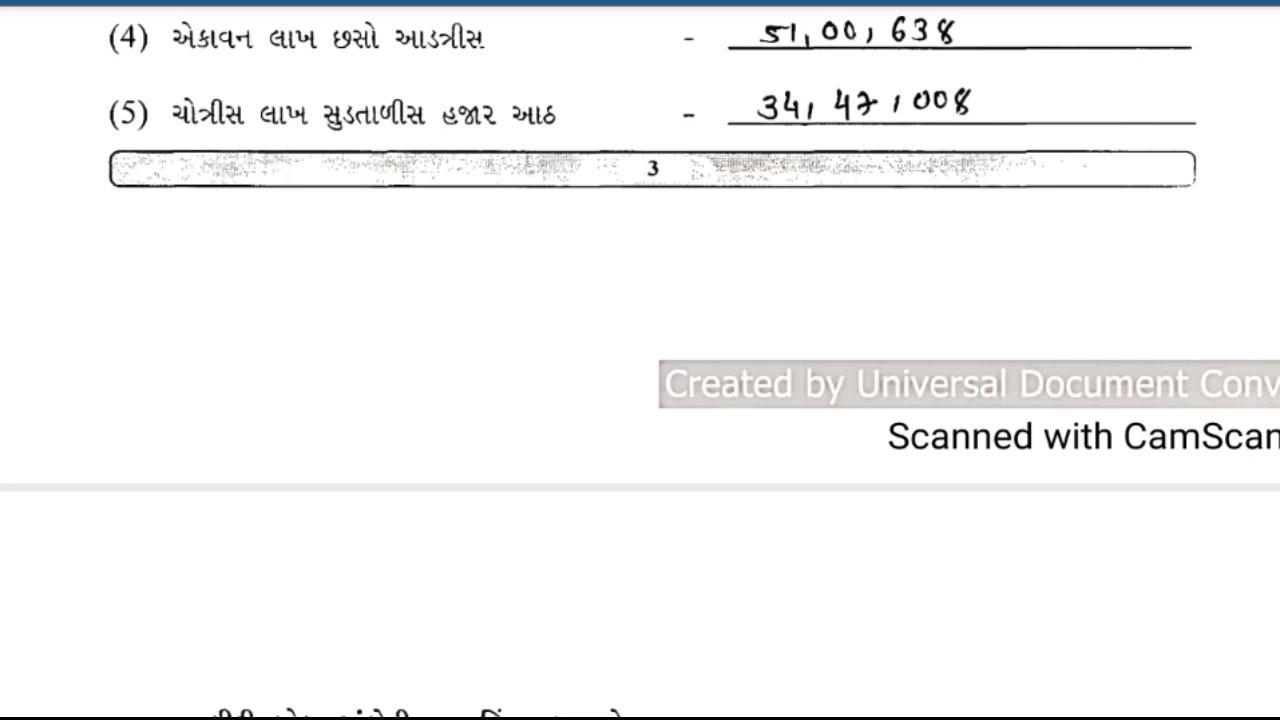 (4) એકાવન લાખ છસો આડત્રીસ - 51,00,638
(5) ચોત્રીસ લાખ સુડતાળીસ હજાર આઠ - 34,47,008
3
Created by Universal Document Conv
Scanned with CamScan